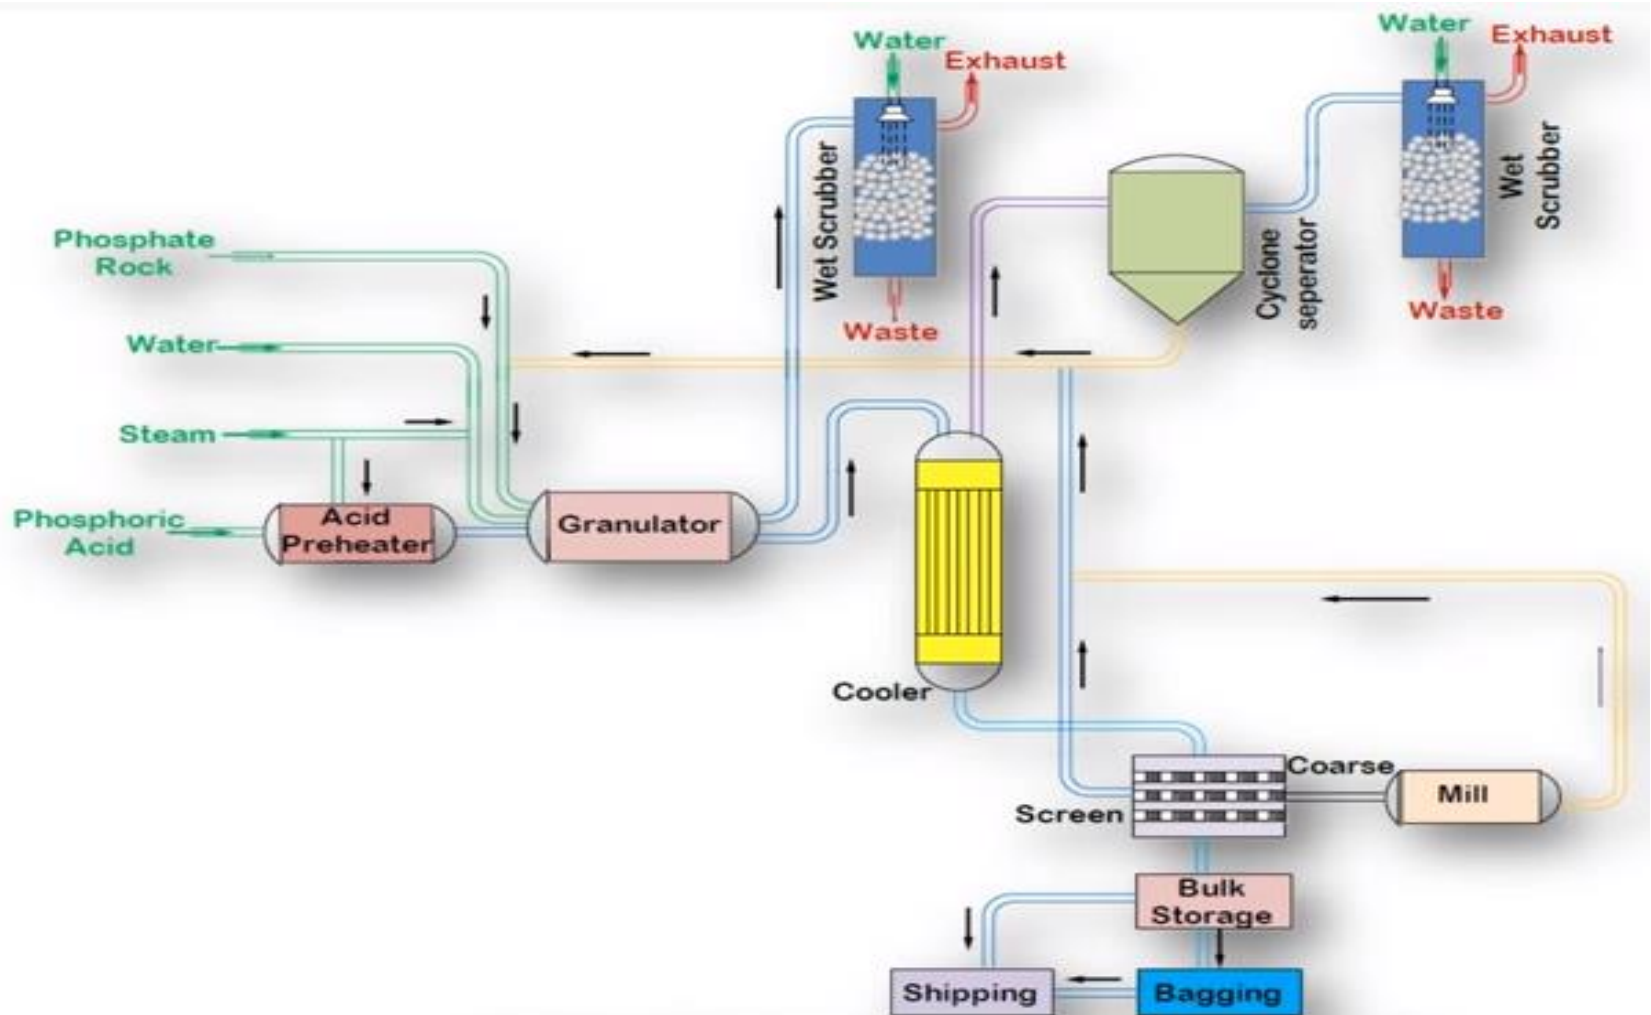 Water
Exhaust
Wet Scrubber
Waste
Water
Exhaust
Wet
Scrubber
Waste
Cyclone
seperator
Phosphate
Rock
Water
Steam
Phosphoric
Acid
Acid
Preheater
Granulator
Cooler
Screen
Coarse
Mill
Bulk
Storage
Shipping
Bagging